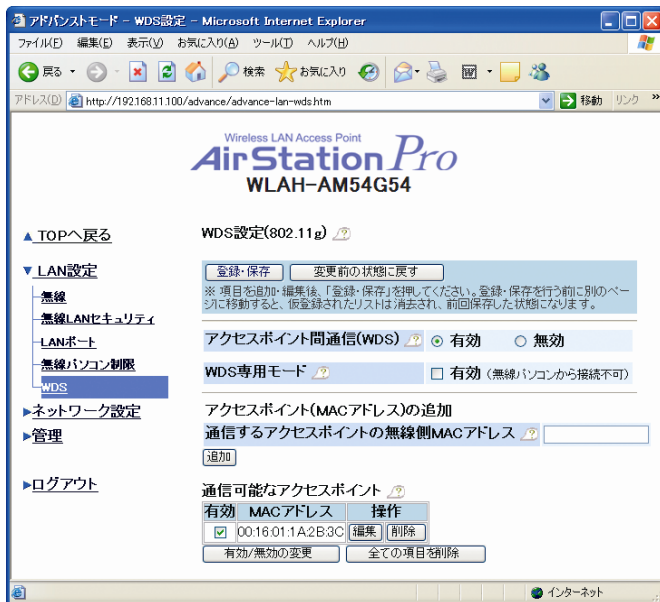 アドバンストモード - WDS設定 - Microsoft Internet Explorer
ファイル(F) 編集(E) 表示(V) お気に入り(A) ツール(T) ヘルプ(H)
戻る 検索 お気に入り
アドレス(D) http://192.168.11.100/advance/advance-lan-wds.htm 移動 リンク »
Wireless LAN Access Point
AirStation Pro
WLAH-AM54G54
▲ TOPへ戻る
▼ LAN設定
無線
無線LANセキュリティ
LANポート
無線パソコン制限
WDS
▶ネットワーク設定
▶管理
▶ログアウト
WDS設定(802.11g) ?
登録・保存 変更前の状態に戻す
※ 項目を追加・編集後、「登録・保存」を押してください。登録・保存を行う前に別のペー
ジに移動すると、仮登録されたリストは消去され、前回保存した状態になります。
アクセスポイント間通信(WDS) ? 有効 無効
WDS専用モード ? 有効 (無線パソコンから接続不可)
アクセスポイント(MACアドレス)の追加
通信するアクセスポイントの無線側MACアドレス ?
追加
通信可能なアクセスポイント ?
有効 MACアドレス 操作
00:16:01:1A:2B:3C 編集 削除
有効/無効の変更 全ての項目を削除
インターネット